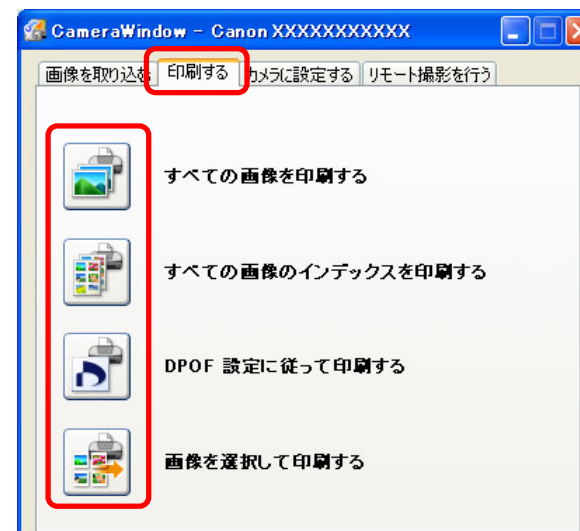 CameraWindow - Canon XXXXXXXXXXX
画像を取り込む 印刷する カメラに設定する リモート撮影を行う
すべての画像を印刷する
すべての画像のインデックスを印刷する
DPOF 設定に従って印刷する
画像を選択して印刷する